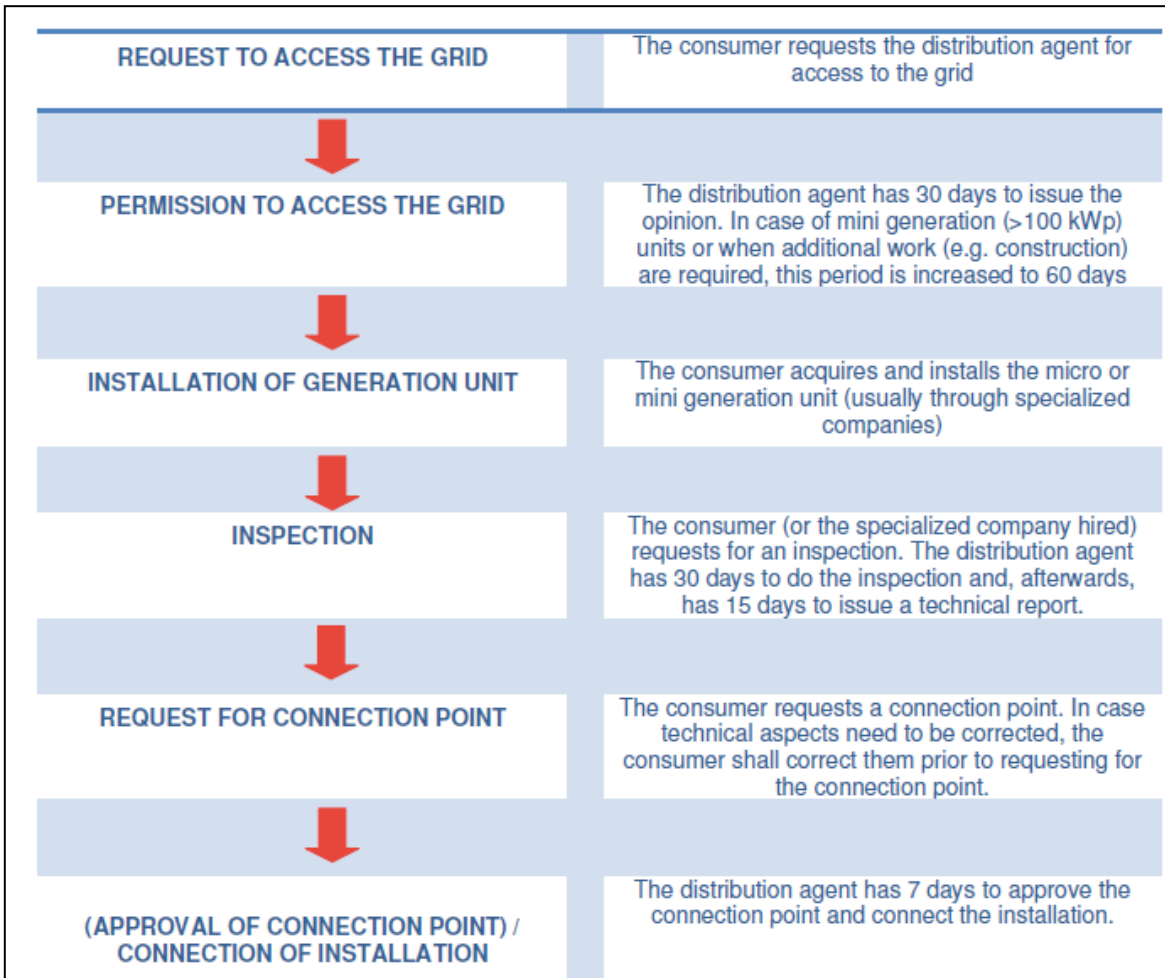 REQUEST TO ACCESS THE GRID
The consumer requests the distribution agent for
access to the grid
PERMISSION TO ACCESS THE GRID
The distribution agent has 30 days to issue the
opinion. In case of mini generation (>100 kWp)
units or when additional work (e.g. construction)
are required, this period is increased to 60 days
INSTALLATION OF GENERATION UNIT
The consumer acquires and installs the micro or
mini generation unit (usually through specialized
companies)
INSPECTION
The consumer (or the specialized company hired)
requests for an inspection. The distribution agent
has 30 days to do the inspection and, afterwards,
has 15 days to issue a technical report.
REQUEST FOR CONNECTION POINT
The consumer requests a connection point. In case
technical aspects need to be corrected, the
consumer shall correct them prior to requesting for
the connection point.
(APPROVAL OF CONNECTION POINT) /
CONNECTION OF INSTALLATION
The distribution agent has 7 days to approve the
connection point and connect the installation.